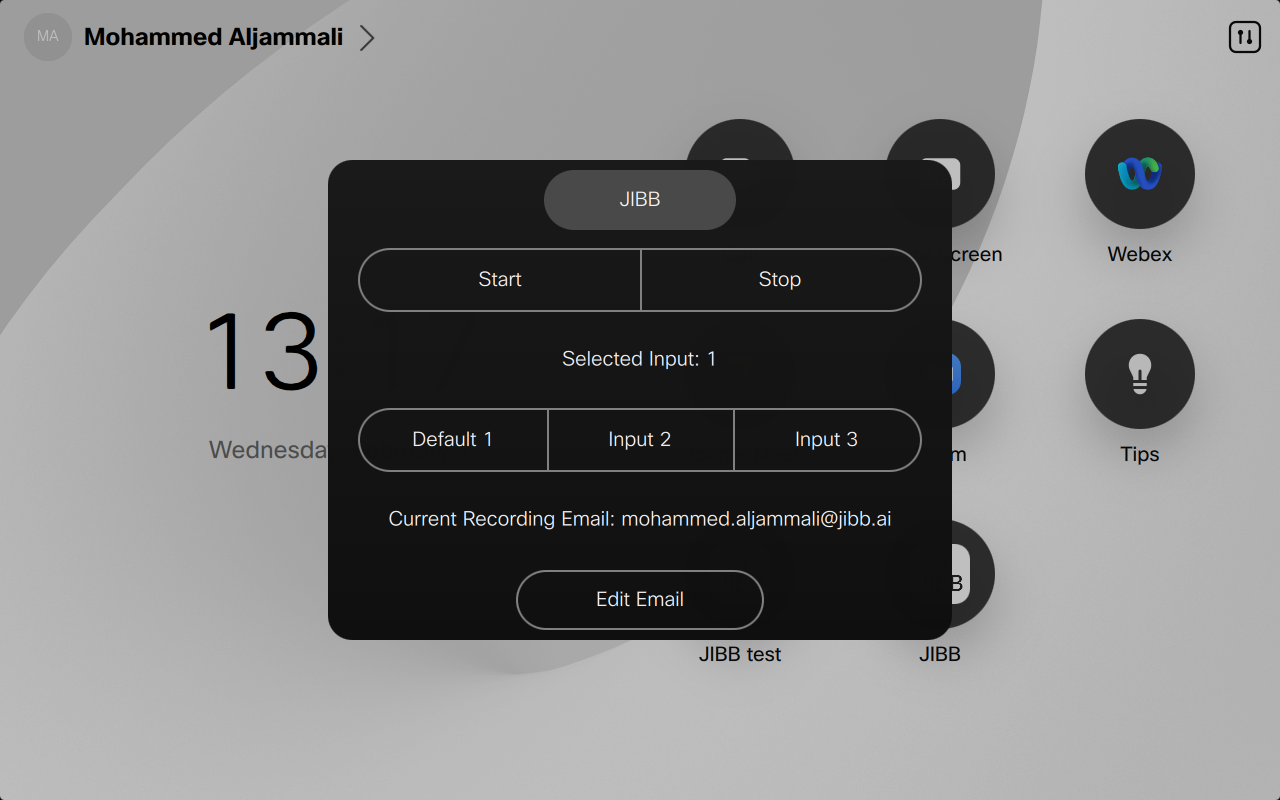 MA
Mohammed Aljammali
JIBB
Start
Stop
creen
Webex
13
Selected Input: 1
Default 1
Input 2
Input 3
Wednesda
m
Tips
Current Recording Email: mohammed.aljammali@jibb.ai
Edit Email
B
JIBB test
JIBB